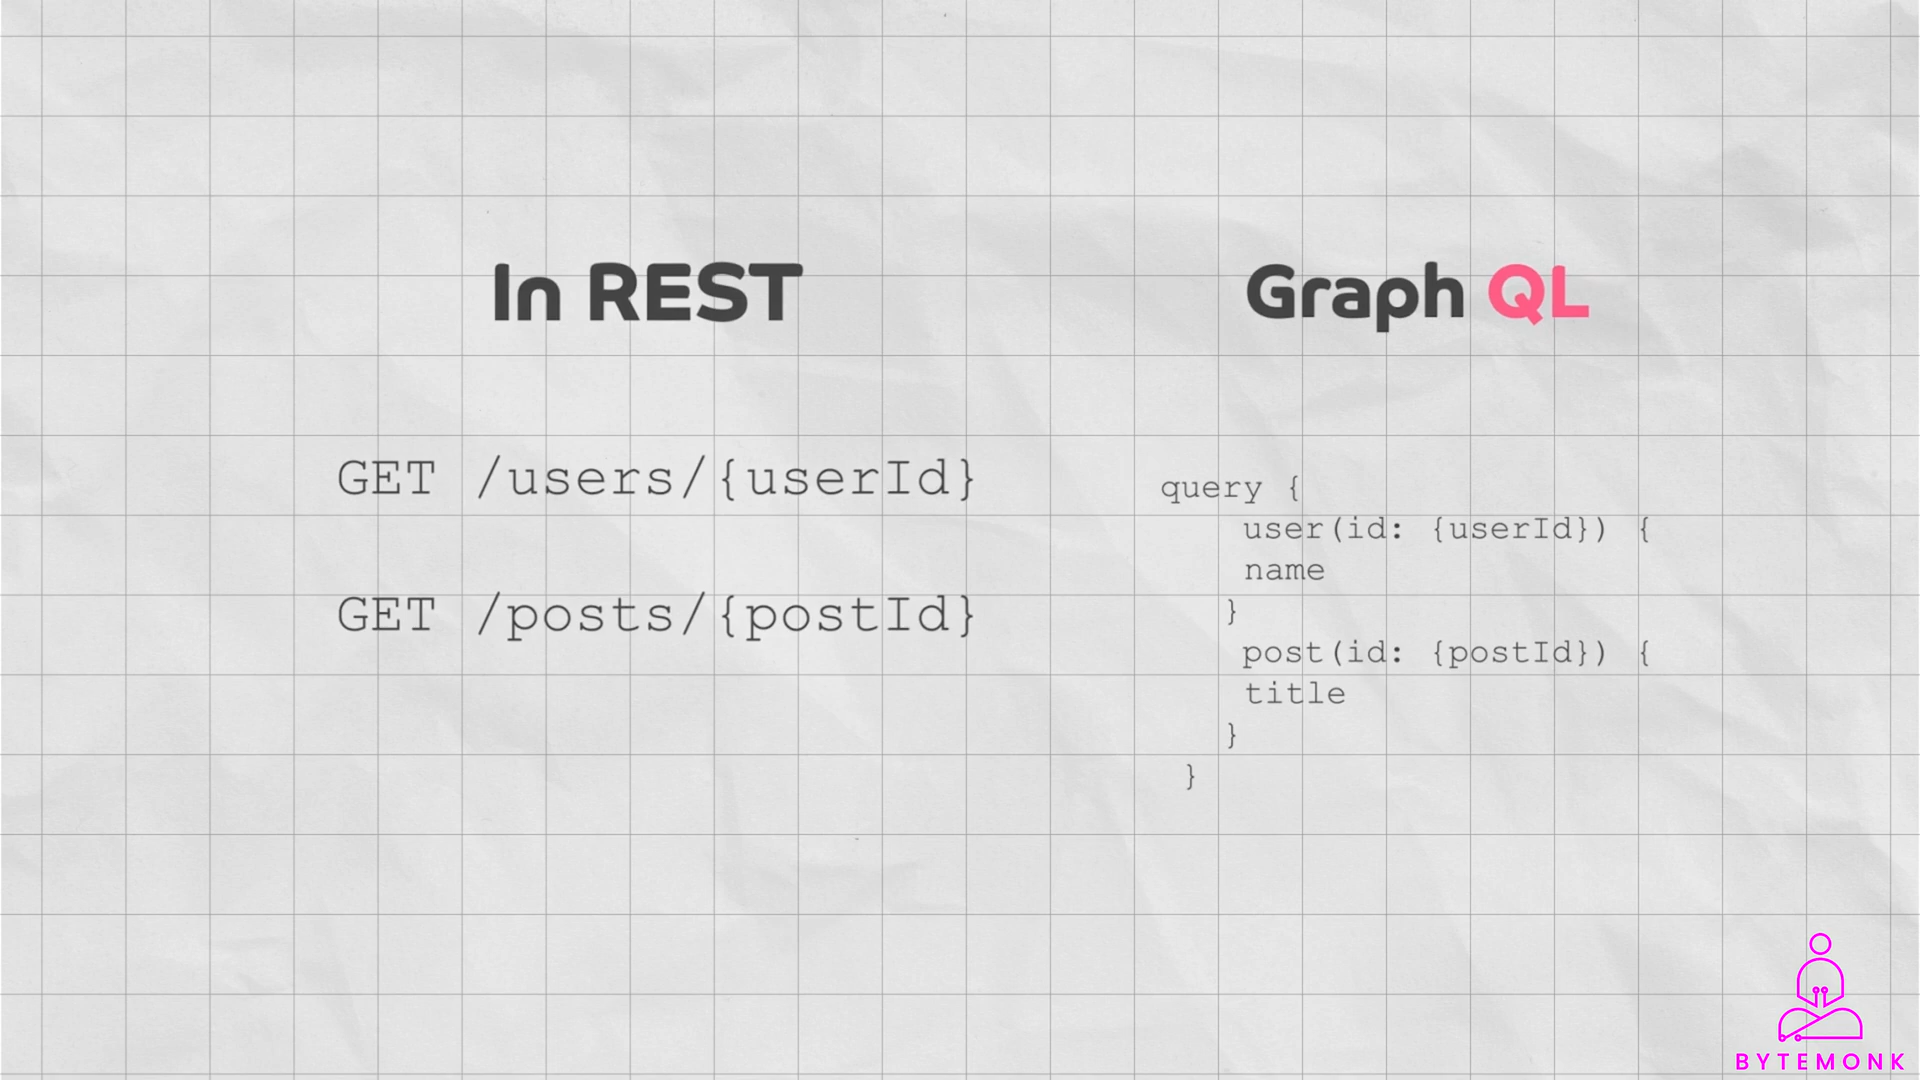 In REST
GET /users/{userId}
GET /posts/{postId}
Graph QL
query {
user(id: {userId}) {
name
}
post(id: {postId}) {
title
}
}
BYTEMONK